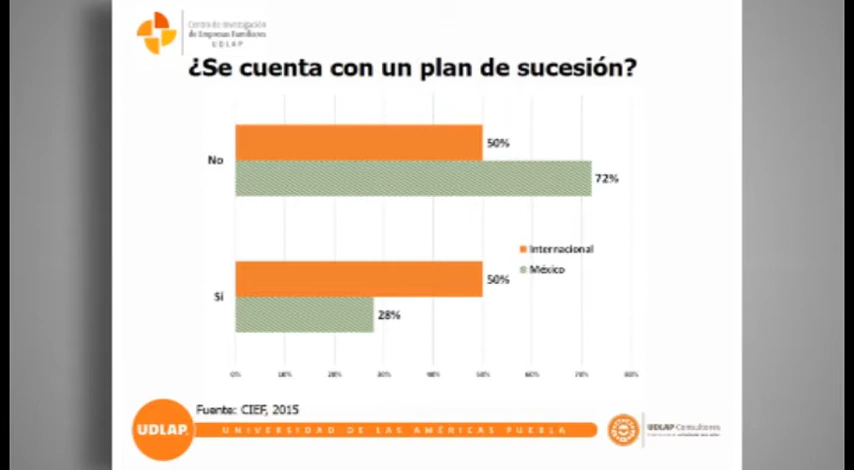 Centro de Investigación
de Empresas Familiares
UDLAP
¿Se cuenta con un plan de sucesión?
No
50%
72%
Internacional
México
Sí
50%
28%
0% 10% 20% 30% 40% 50% 60% 70% 80%
Fuente: CIEF, 2015
UDLAP
UNIVERSIDAD DE LAS AMÉRICAS PUEBLA
UDLAP Consultores